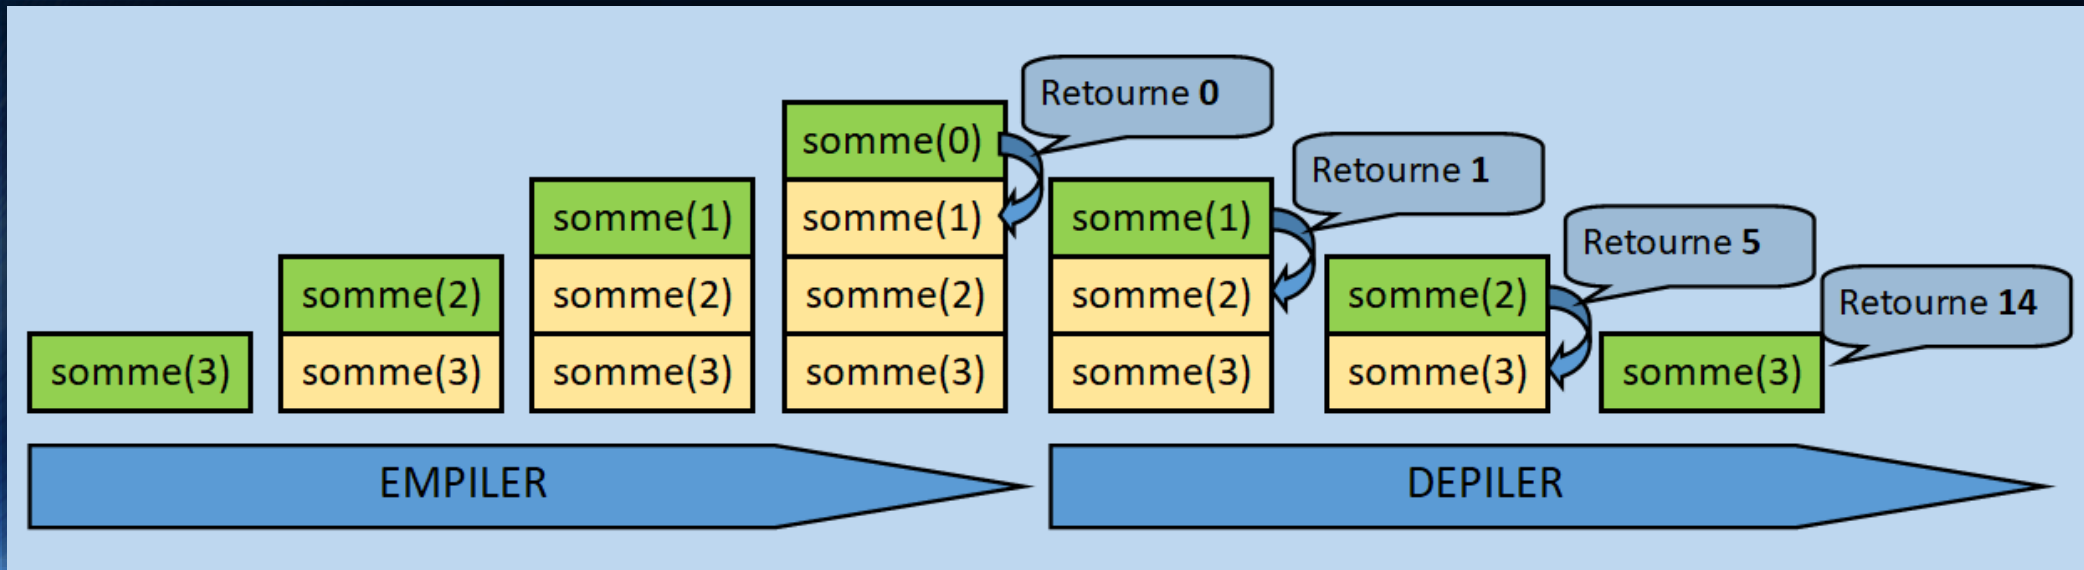 Retourne 0
somme(0)
Retourne 1
somme(1)
somme(1)
somme(1)
Retourne 5
somme(2)
somme(2)
somme(2)
somme(2)
somme(2)
Retourne 14
somme(3)
somme(3)
somme(3)
somme(3)
somme(3)
somme(3)
somme(3)
EMPILER
DEPILER